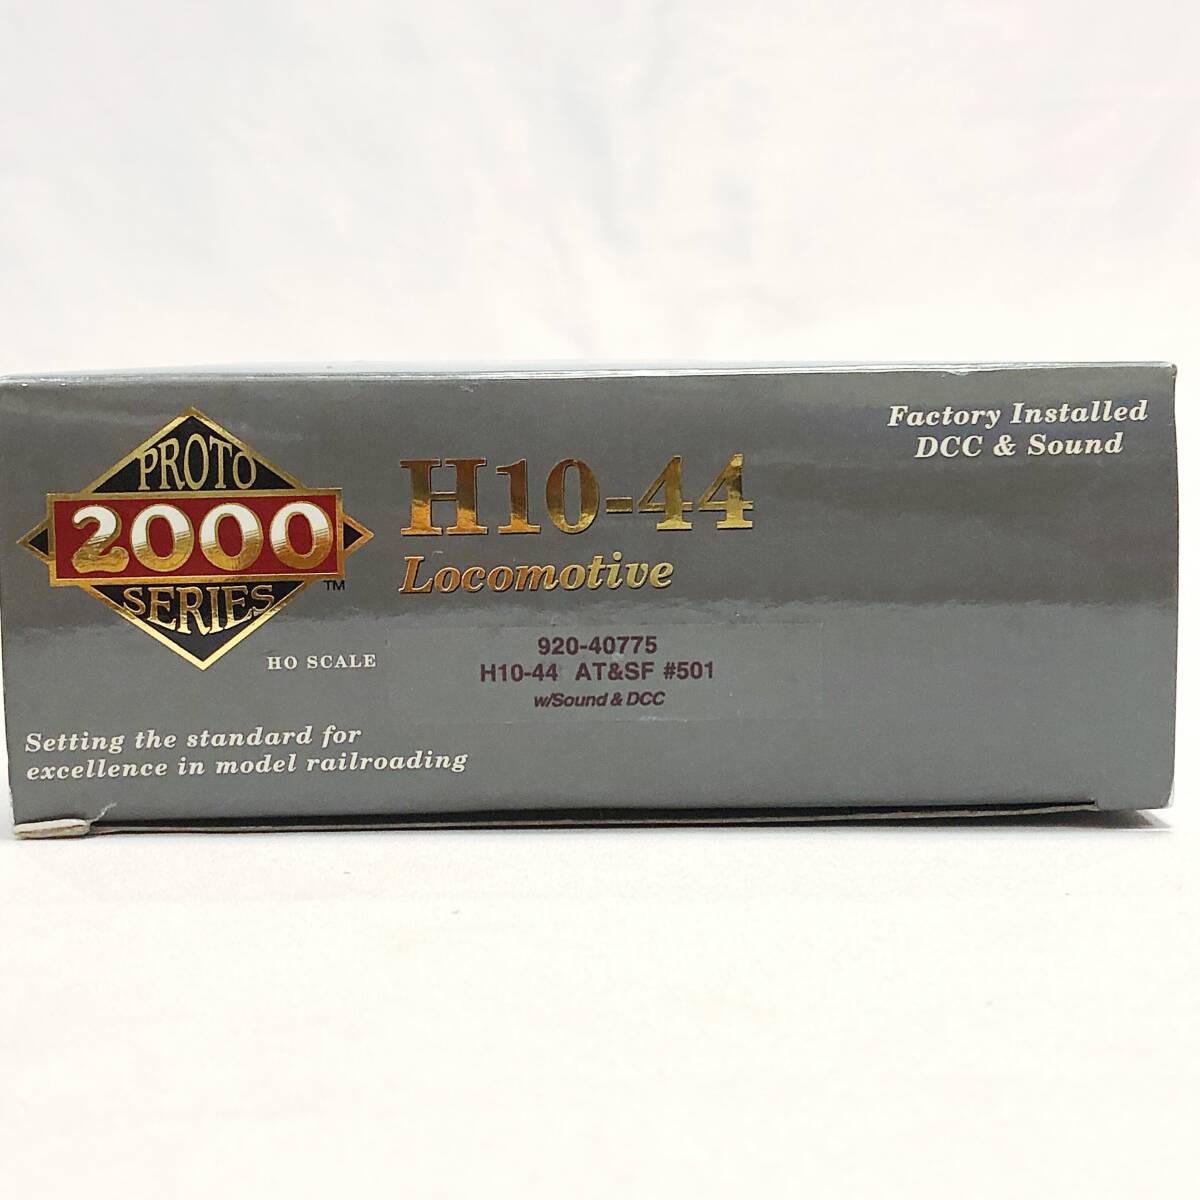 PROTO
2000
SERIES
TM
HO SCALE
H10-44
Locomotive
Factory Installed
DCC & Sound
920-40775
H10-44 AT&SF #501
w/Sound & DCC
Setting the standard for
excellence in model railroading